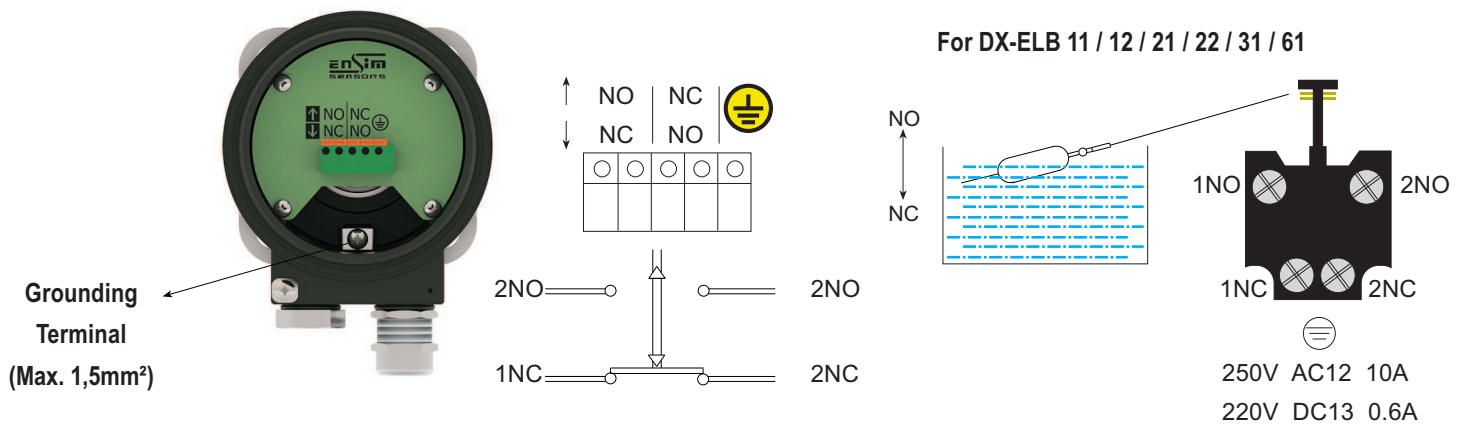 For DX-ELB 11 / 12 / 21 / 22 / 31 / 61
ENSIM
SENSORS
NO NC
NC NO
NO NC
NC NO
NO
NC
1NO 2NO
1NC 2NC
2NO 2NO
1NC 2NC
Grounding
Terminal
(Max. 1,5mm²)
250V AC12 10A
220V DC13 0.6A